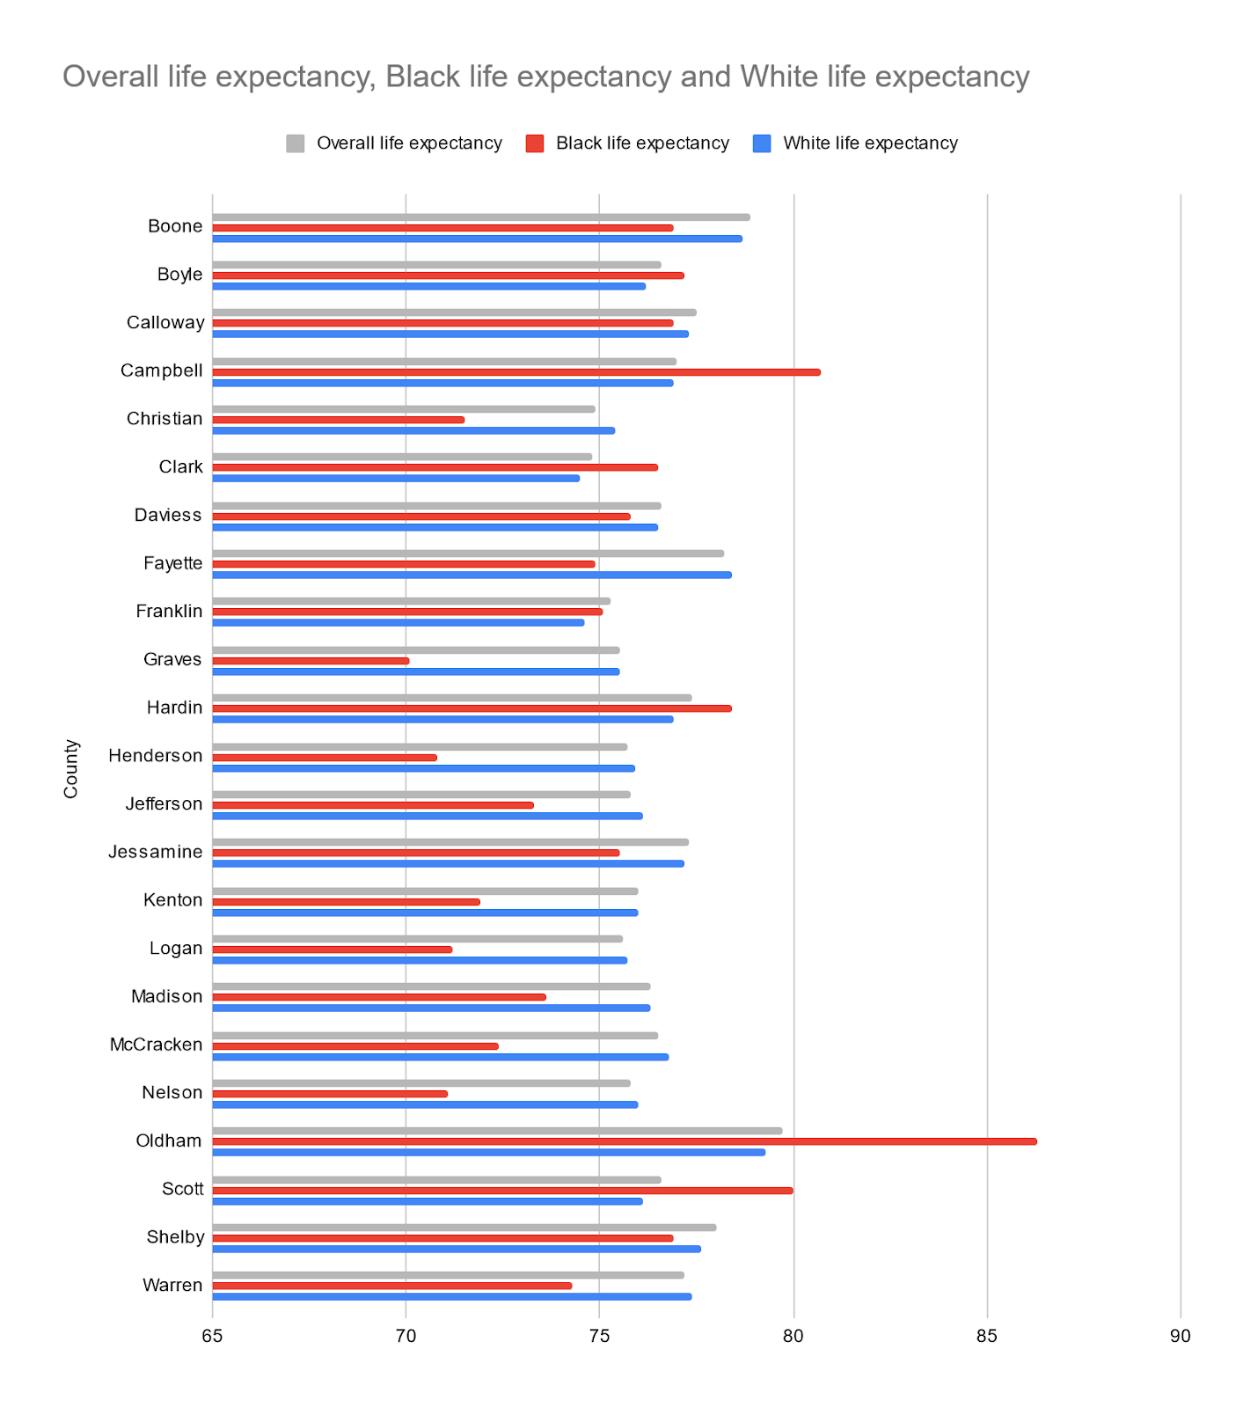 Overall life expectancy, Black life expectancy and White life expectancy
Overall life expectancy Black life expectancy White life expectancy
Boone
Boyle
Calloway
Campbell
Christian
Clark
Daviess
Fayette
Franklin
Graves
Hardin
Henderson
County
Jefferson
Jessamine
Kenton
Logan
Madison
McCracken
Nelson
Oldham
Scott
Shelby
Warren
65 70 75 80 85 90